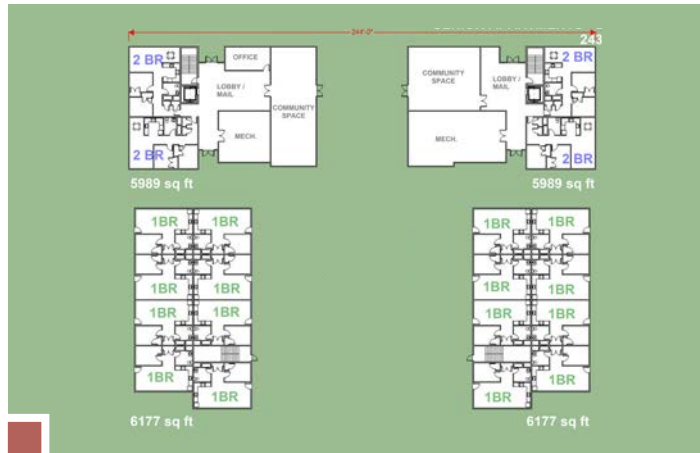 243
244'-0"
2 BR
OFFICE
LOBBY /
MAIL
COMMUNITY
SPACE
MECH.
2 BR
5989 sq ft
COMMUNITY
SPACE
LOBBY /
MAIL
2 BR
MECH.
2 BR
5989 sq ft
1BR 1BR
1BR 1BR
1BR 1BR
1BR
1BR
6177 sq ft
1BR 1BR
1BR 1BR
1BR 1BR
1BR
1BR
6177 sq ft